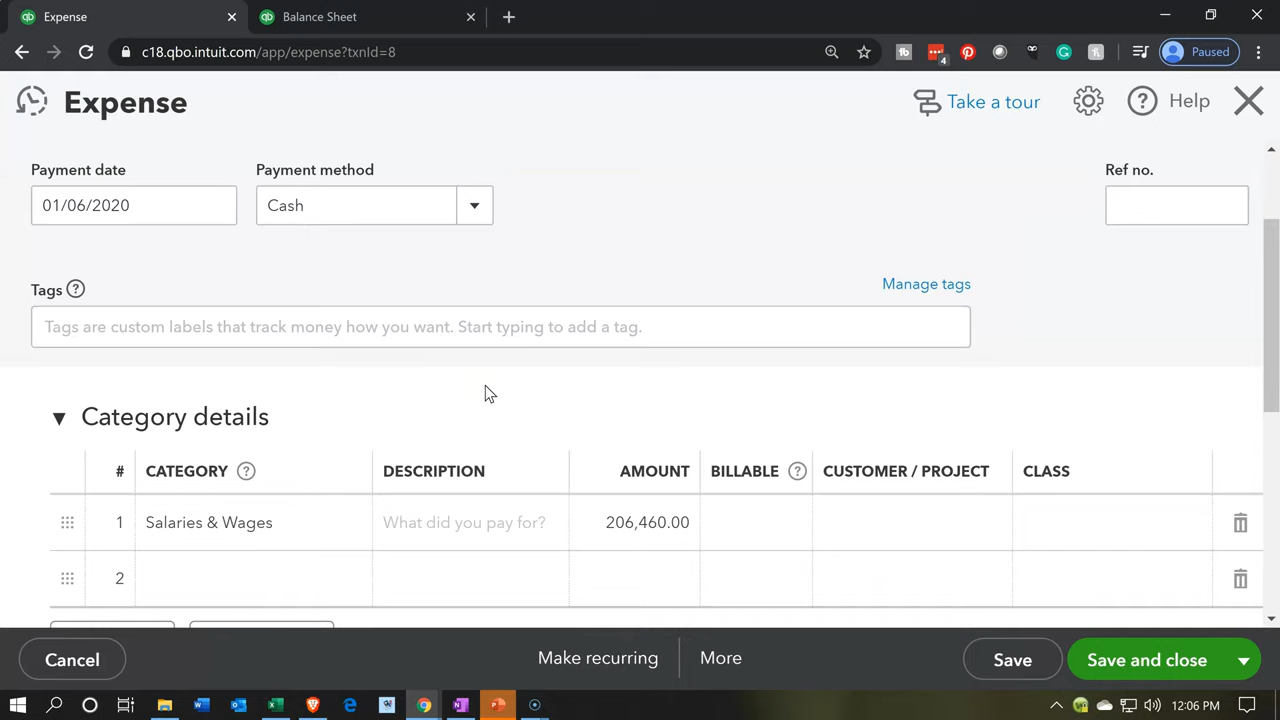 Expense
Balance Sheet
c18.qbo.intuit.com/app/expense?txnId=8
4
Paused
Expense
Take a tour
Help
Payment date
Payment method
Ref no.
01/06/2020
Cash
Tags
Manage tags
Tags are custom labels that track money how you want. Start typing to add a tag.
Category details
# CATEGORY DESCRIPTION AMOUNT BILLABLE CUSTOMER / PROJECT CLASS
1 Salaries & Wages What did you pay for? 206,460.00
2
Cancel
Make recurring
More
Save
Save and close
12:06 PM